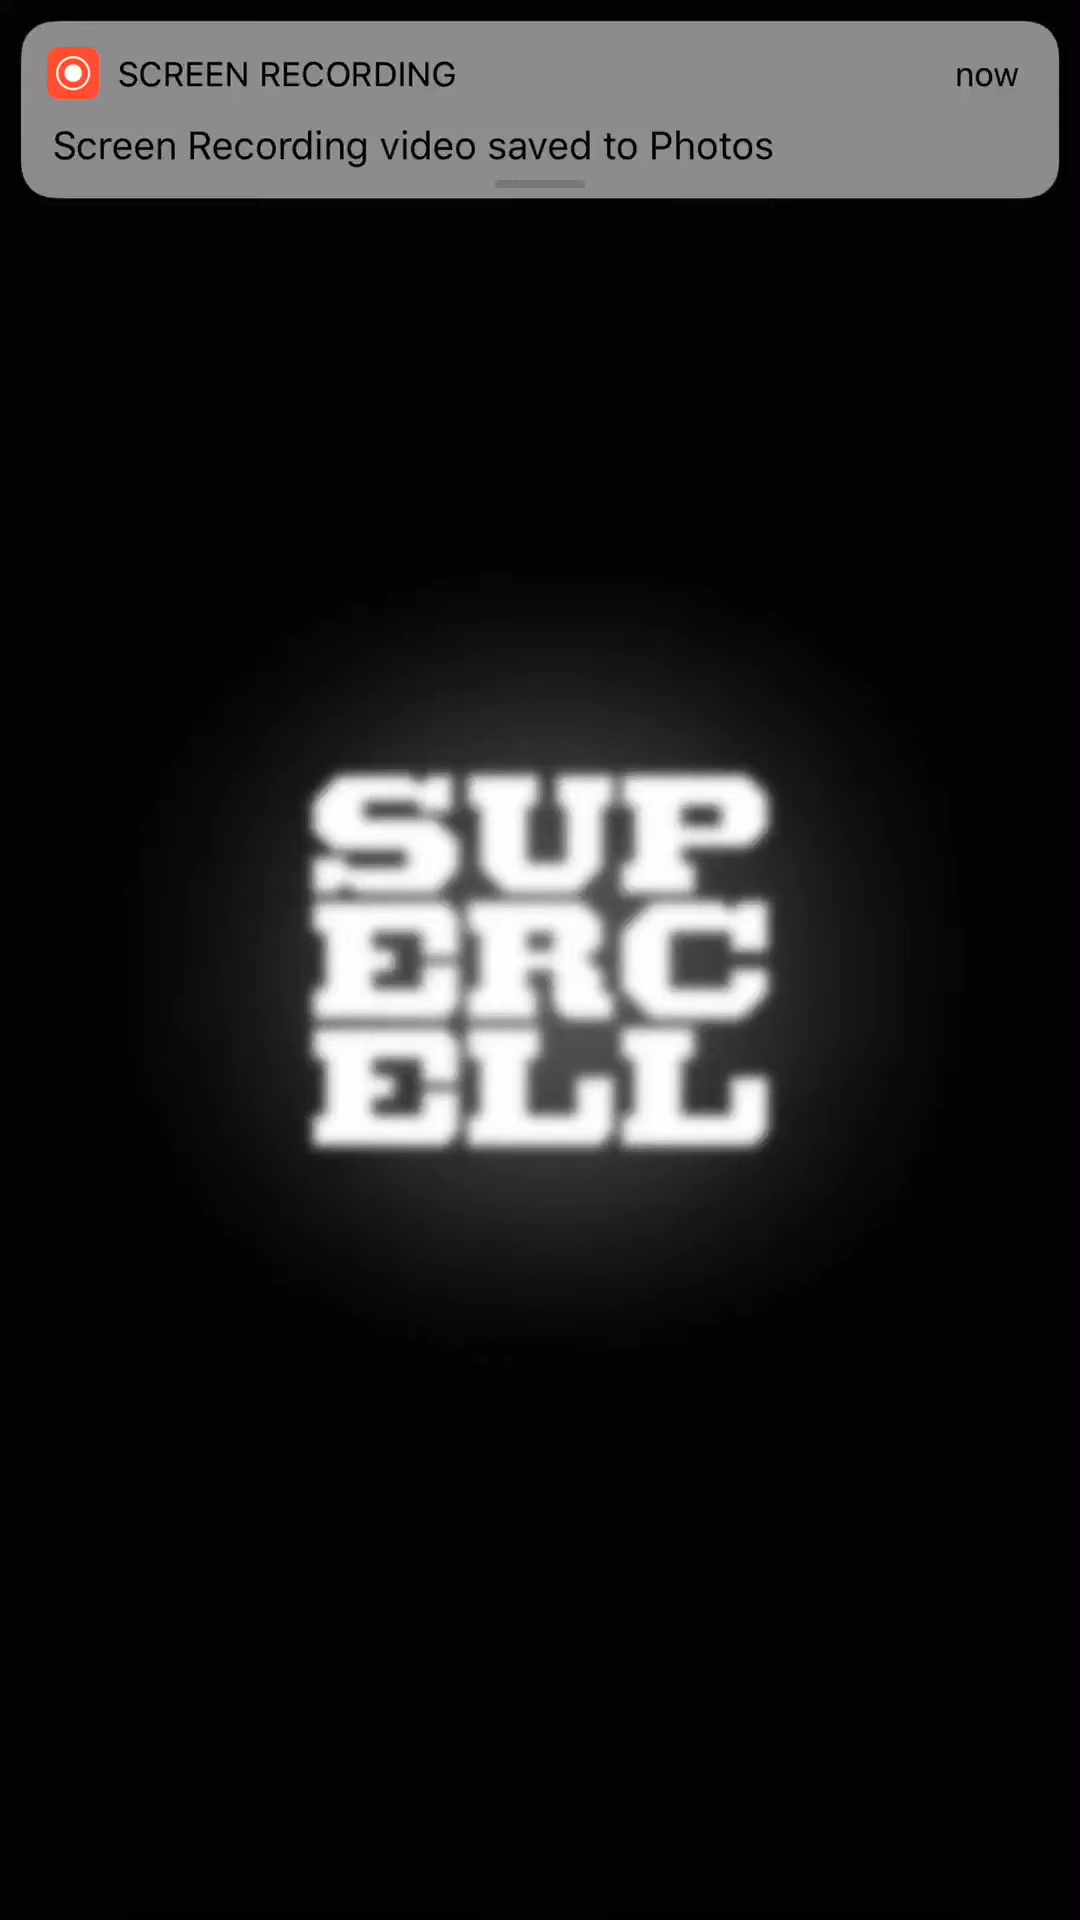 SCREEN RECORDING now
Screen Recording video saved to Photos
SUP
ERC
ELL